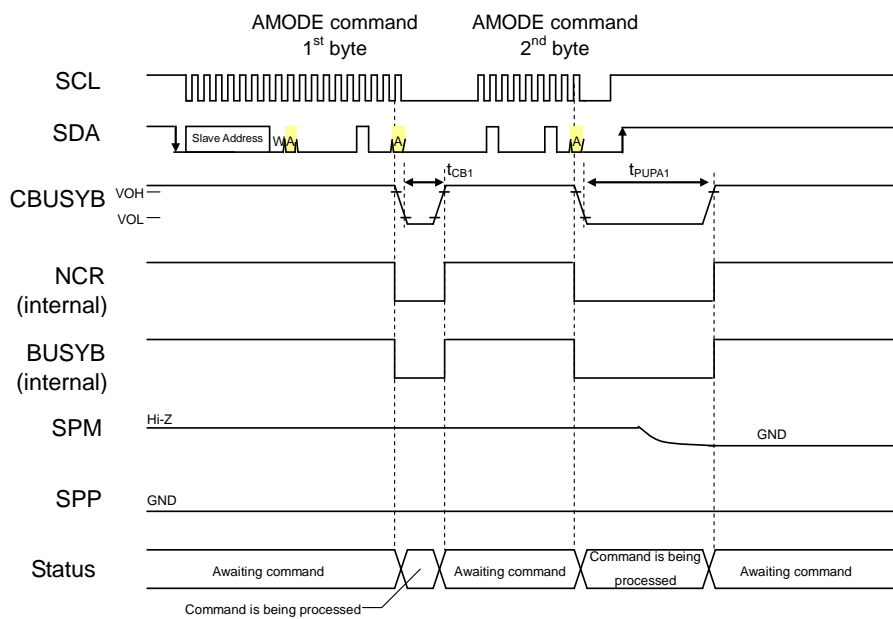 AMODE command
1st byte
AMODE command
2nd byte
SCL
SDA
Slave Address
W
A
A
A
tCB1
tPUPA1
CBUSYB
VOH
VOL
NCR
(internal)
BUSYB
(internal)
SPM
Hi-Z
GND
SPP
GND
Status
Awaiting command
Awaiting command
Command is being
processed
Awaiting command
Command is being processed